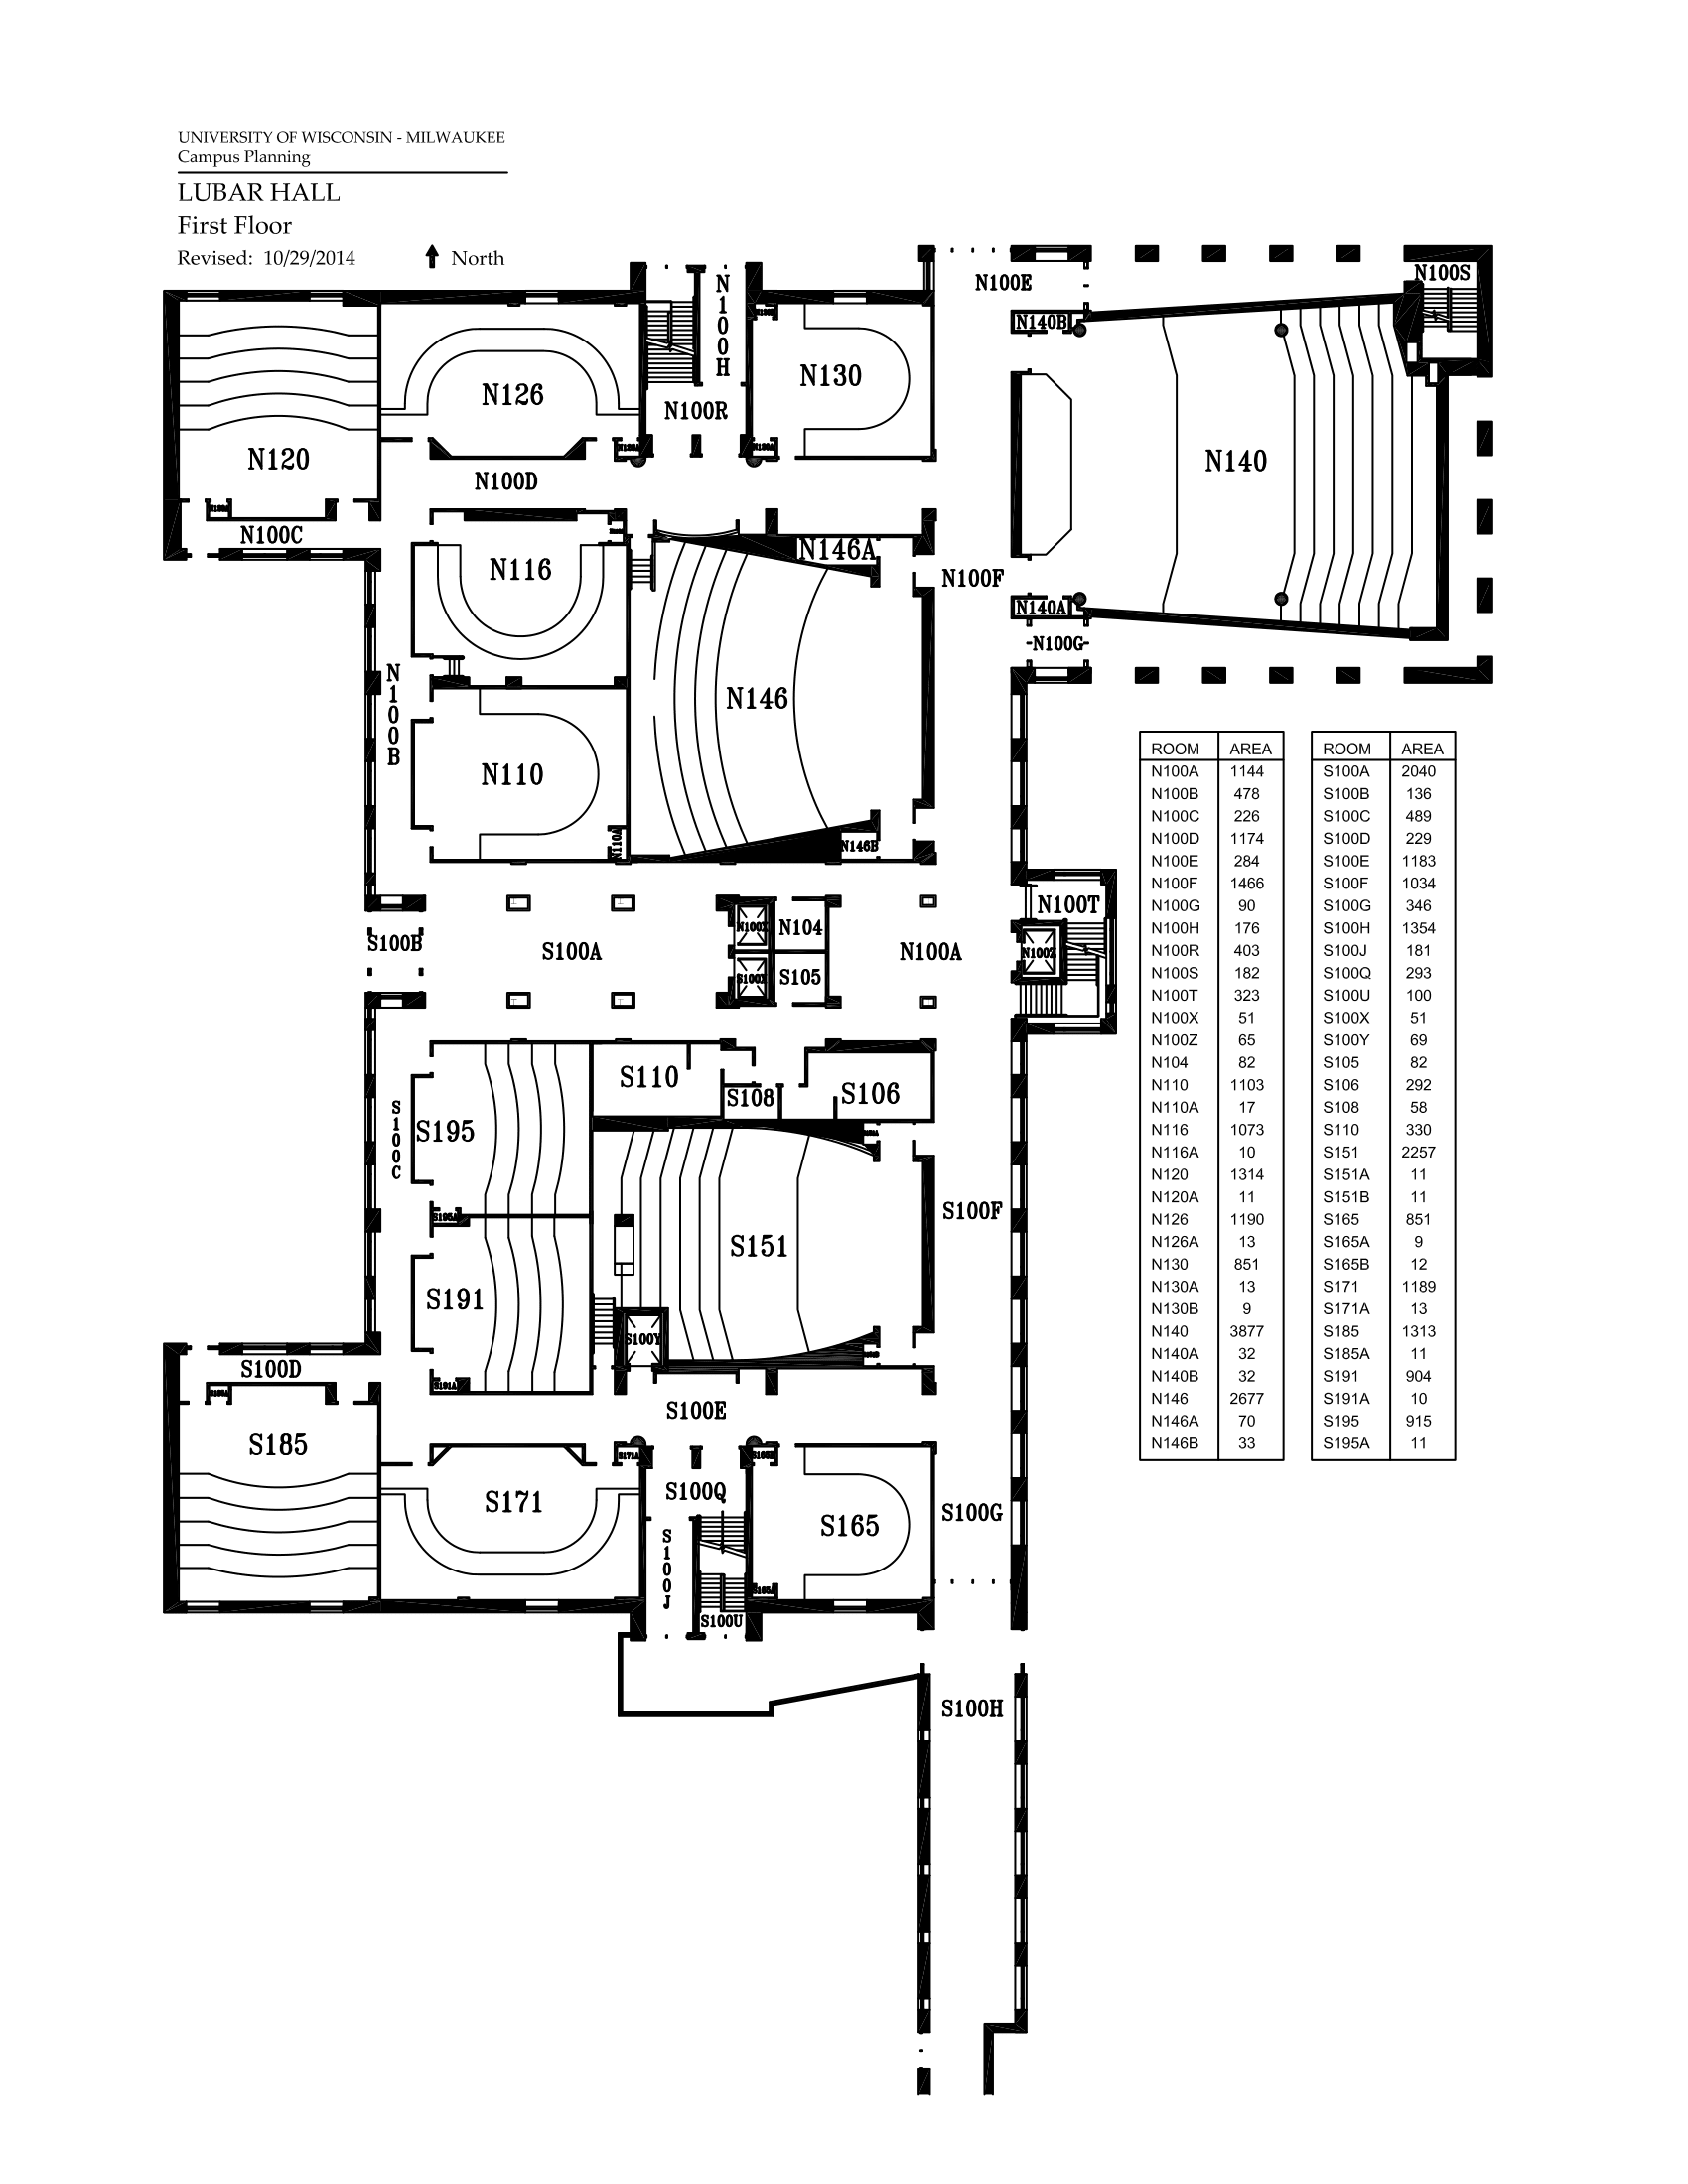 UNIVERSITY OF WISCONSIN - MILWAUKEE
Campus Planning
LUBAR HALL
First Floor
Revised: 10/29/2014 North
N100S
N100E
N100H
N140B
N130
N126
N100R
N120
N140
N100D
N100C
N146A
N116
N100F
N140A
-N100G-
N100B
N146
N110
N110A
N146B
N100T
N100X
N104
S100B
S100A
N100A
N100Z
S100X
S105
S110
S106
S108
S100C
S195
S100F
S195A
S151
S191
S100Y
S100D
S191A
S100E
S185
S171A
S100Q
S171
S100G
S165
S100J
S165A
S100U
S100H
ROOM AREA
N100A 1144
N100B 478
N100C 226
N100D 1174
N100E 284
N100F 1466
N100G 90
N100H 176
N100R 403
N100S 182
N100T 323
N100X 51
N100Z 65
N104 82
N110 1103
N110A 17
N116 1073
N116A 10
N120 1314
N120A 11
N126 1190
N126A 13
N130 851
N130A 13
N130B 9
N140 3877
N140A 32
N140B 32
N146 2677
N146A 70
N146B 33
ROOM AREA
S100A 2040
S100B 136
S100C 489
S100D 229
S100E 1183
S100F 1034
S100G 346
S100H 1354
S100J 181
S100Q 293
S100U 100
S100X 51
S100Y 69
S105 82
S106 292
S108 58
S110 330
S151 2257
S151A 11
S151B 11
S165 851
S165A 9
S165B 12
S171 1189
S171A 13
S185 1313
S185A 11
S191 904
S191A 10
S195 915
S195A 11